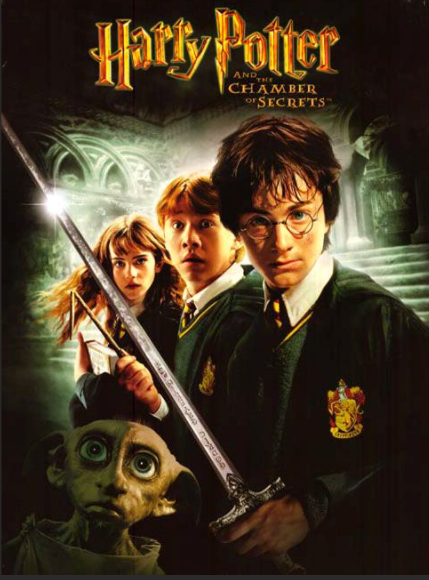 Harry Potter
AND THE
CHAMBER
OF SECRETS